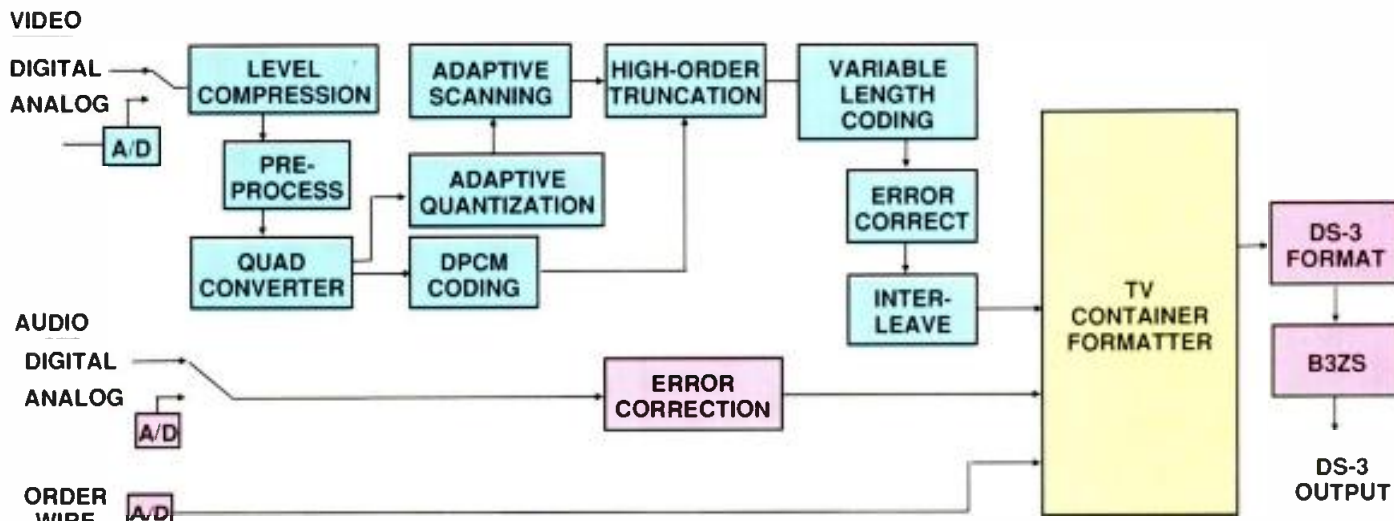 VIDEO
DIGITAL
ANALOG
A/D
LEVEL
COMPRESSION
PRE-
PROCESS
QUAD
CONVERTER
ADAPTIVE
SCANNING
ADAPTIVE
QUANTIZATION
DPCM
CODING
HIGH-ORDER
TRUNCATION
VARIABLE
LENGTH
CODING
ERROR
CORRECT
INTER-
LEAVE
TV
CONTAINER
FORMATTER
DS-3
FORMAT
B3ZS
DS-3
OUTPUT
AUDIO
DIGITAL
ANALOG
A/D
ERROR
CORRECTION
ORDER
WIRE
A/D